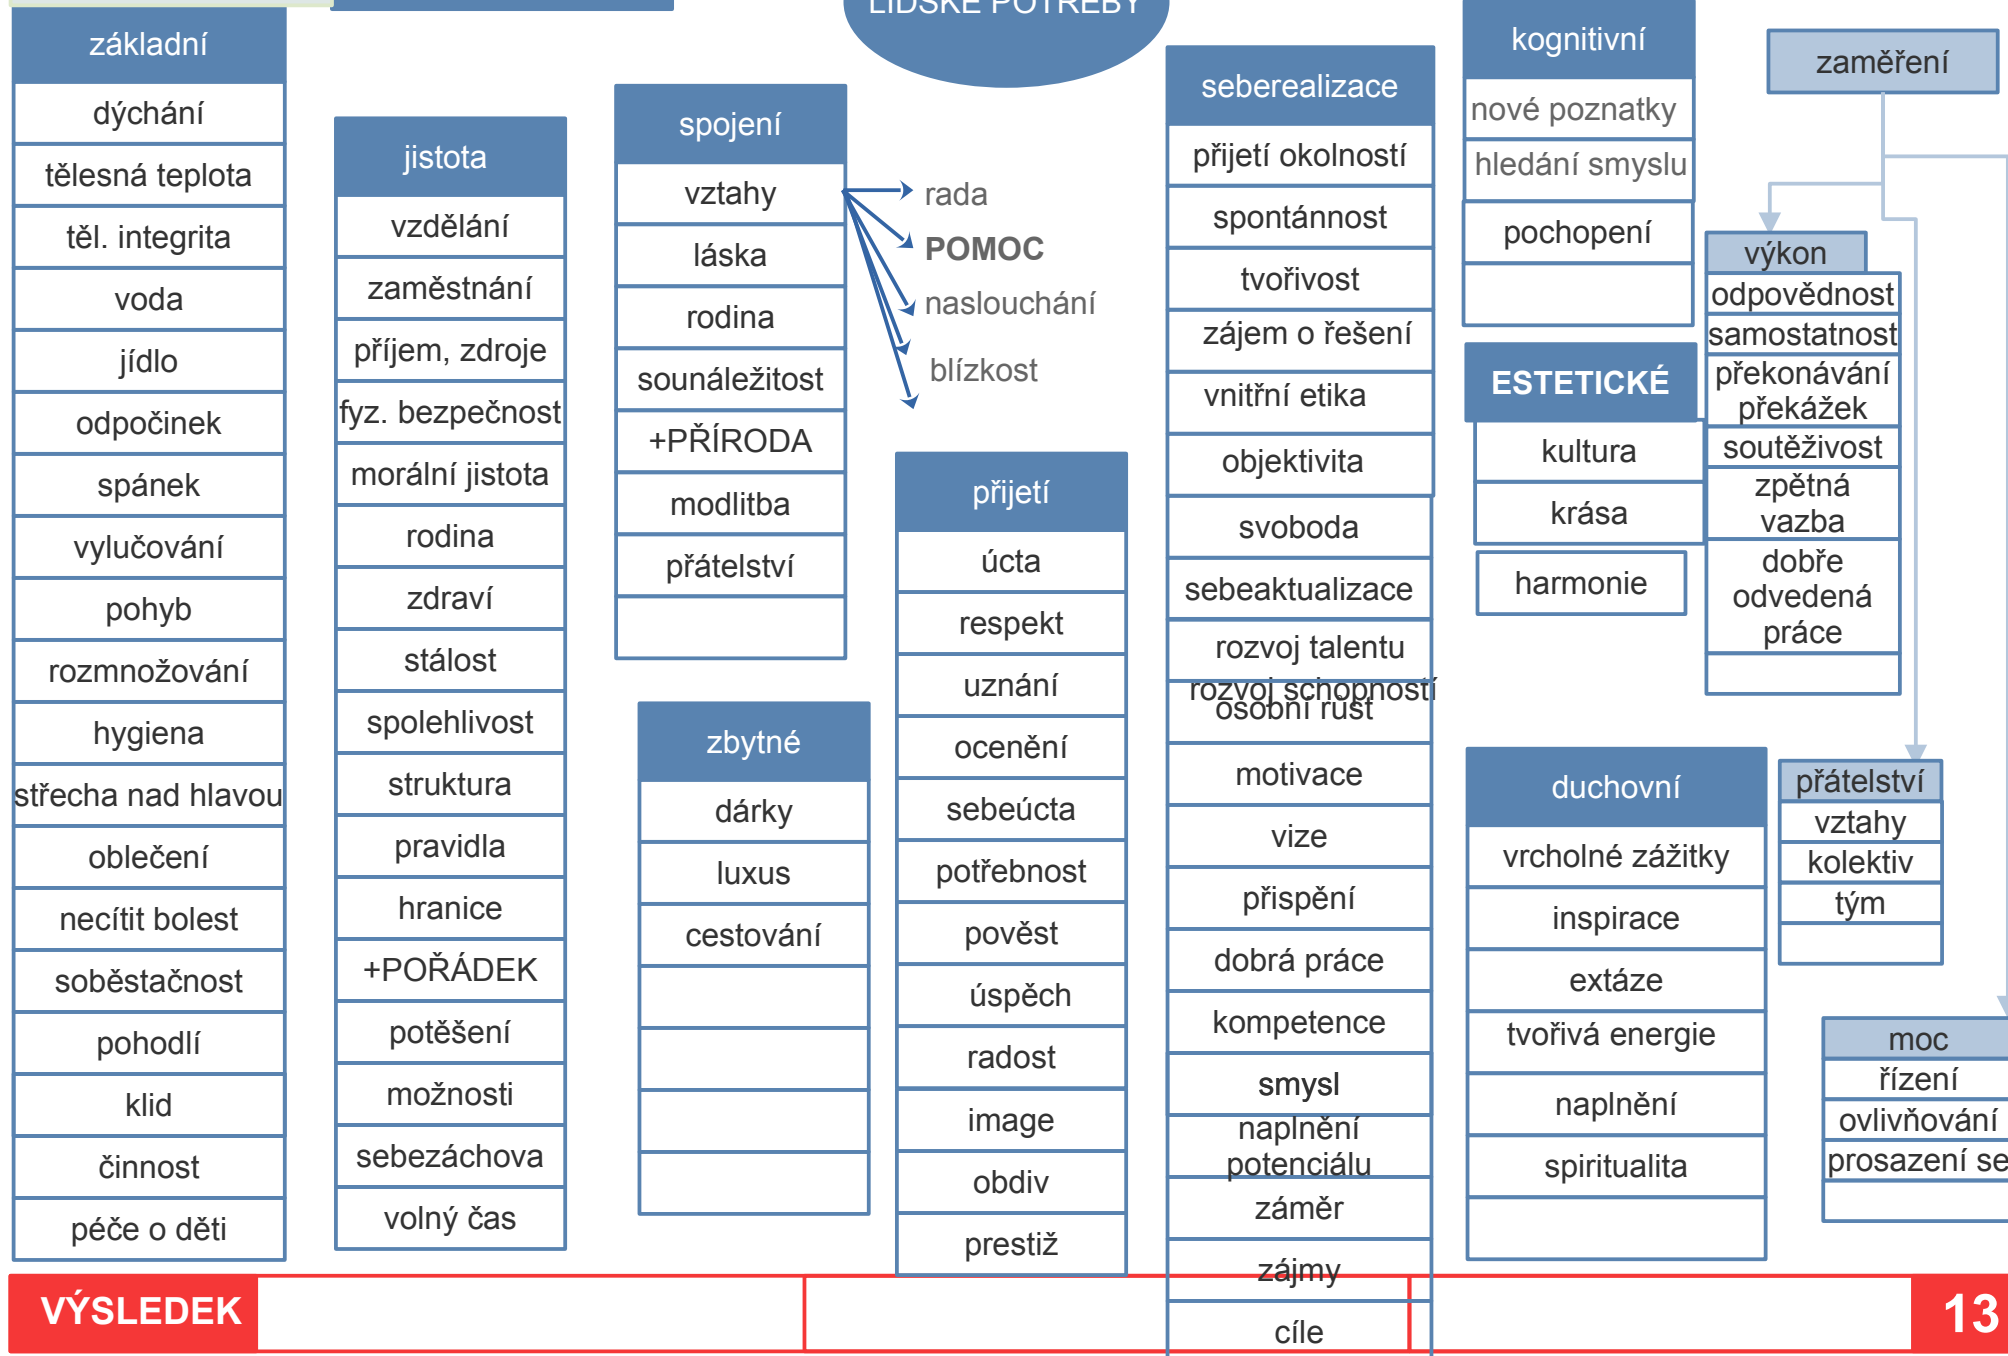 LIDSKÉ POTŘEBY
základní
dýchání
tělesná teplota
těl. integrita
voda
jídlo
odpočinek
spánek
vylučování
pohyb
rozmnožování
hygiena
střecha nad hlavou
oblečení
necítit bolest
soběstačnost
pohodlí
klid
činnost
péče o děti
jistota
vzdělání
zaměstnání
příjem, zdroje
fyz. bezpečnost
morální jistota
rodina
zdraví
stálost
spolehlivost
struktura
pravidla
hranice
+POŘÁDEK
potěšení
možnosti
sebezáchova
volný čas
spojení
vztahy
láska
rodina
sounáležitost
+PŘÍRODA
modlitba
přátelství
rada
POMOC
naslouchání
blízkost
zbytné
dárky
luxus
cestování
přijetí
úcta
respekt
uznání
ocenění
sebeúcta
potřebnost
pověst
úspěch
radost
image
obdiv
prestiž
seberealizace
přijetí okolností
spontánnost
tvořivost
zájem o řešení
vnitřní etika
objektivita
svoboda
sebeaktualizace
rozvoj talentu
rozvoj schopností
osobní růst
motivace
vize
přispění
dobrá práce
kompetence
smysl
naplnění
potenciálu
záměr
zájmy
cíle
kognitivní
nové poznatky
hledání smyslu
pochopení
ESTETICKÉ
kultura
krása
harmonie
duchovní
vrcholné zážitky
inspirace
extáze
tvořivá energie
naplnění
spiritualita
zaměření
výkon
odpovědnost
samostatnost
překonávání
překážek
soutěživost
zpětná
vazba
dobře
odvedená
práce
přátelství
vztahy
kolektiv
tým
moc
řízení
ovlivňování
prosazení se
VÝSLEDEK
13